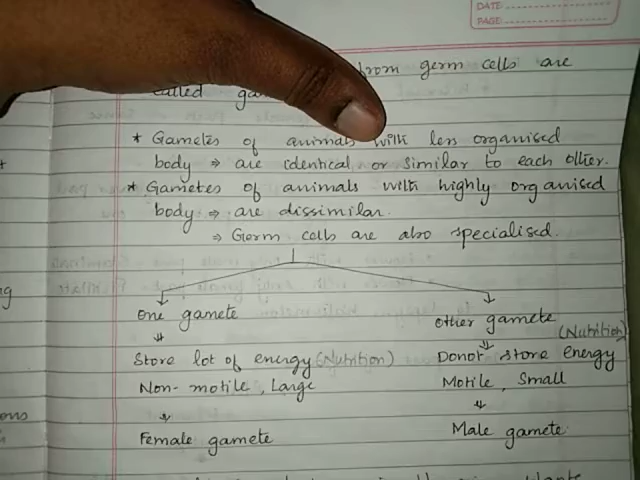 DATE
PAGE
from germ cells are
called
* Gametes of animals with less organised
body ⇒ are identical or similar to each other.
* Gametes of animals with highly organised
body ⇒ are dissimilar.
⇒ Germ cells are also specialised.
One gamete
⇓
Store lot of energy (Nutrition)
Non-motile, Large
⇓
Female gamete
Other gamete
⇓ (Nutrition)
Donot store energy
Motile, Small
⇓
Male gamete